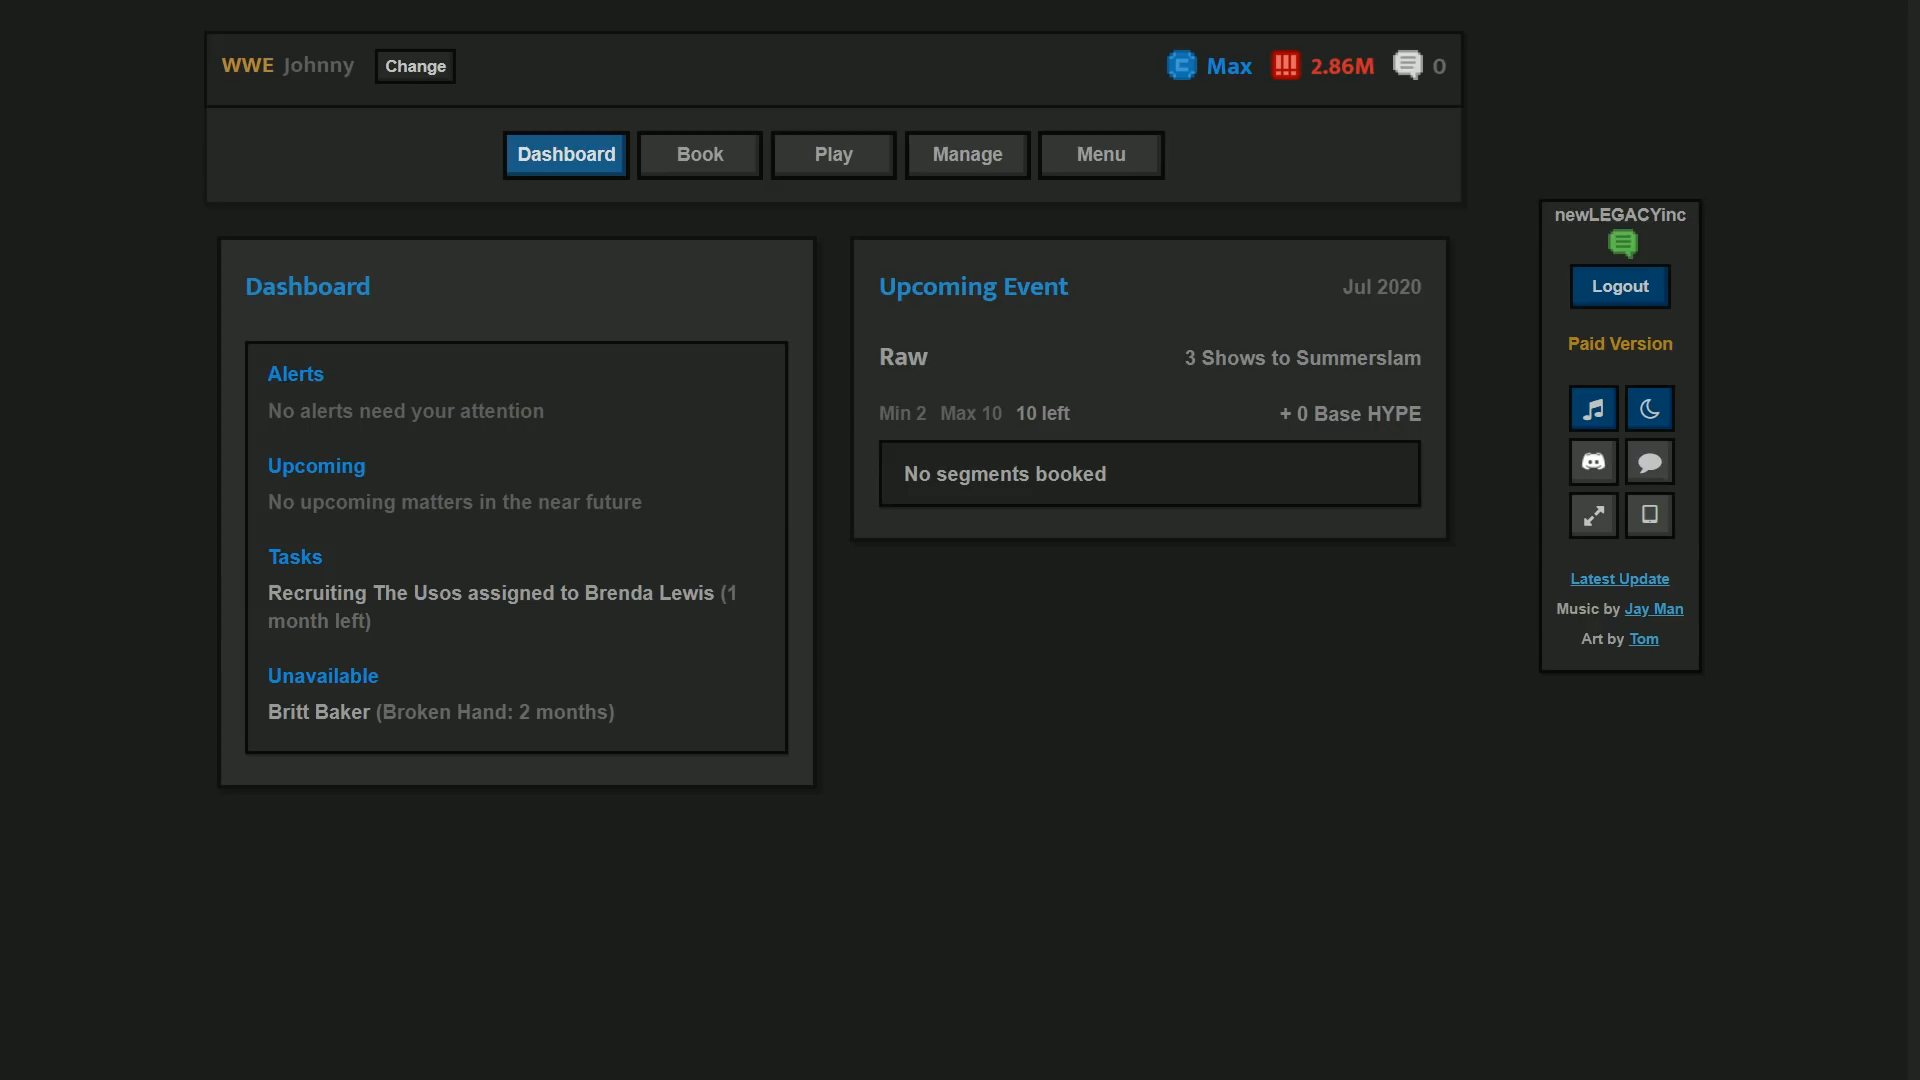 WWE Johnny Change Max 2.86M 0
Dashboard Book Play Manage Menu
newLEGACYinc
Logout
Paid Version
Latest Update
Music by Jay Man
Art by Tom
Dashboard
Alerts
No alerts need your attention
Upcoming
No upcoming matters in the near future
Tasks
Recruiting The Usos assigned to Brenda Lewis (1
month left)
Unavailable
Britt Baker (Broken Hand: 2 months)
Upcoming Event Jul 2020
Raw 3 Shows to Summerslam
Min 2 Max 10 10 left + 0 Base HYPE
No segments booked